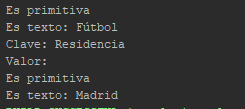 Es primitiva
Es texto: Fútbol
Clave: Residencia
Valor:
Es primitiva
Es texto: Madrid